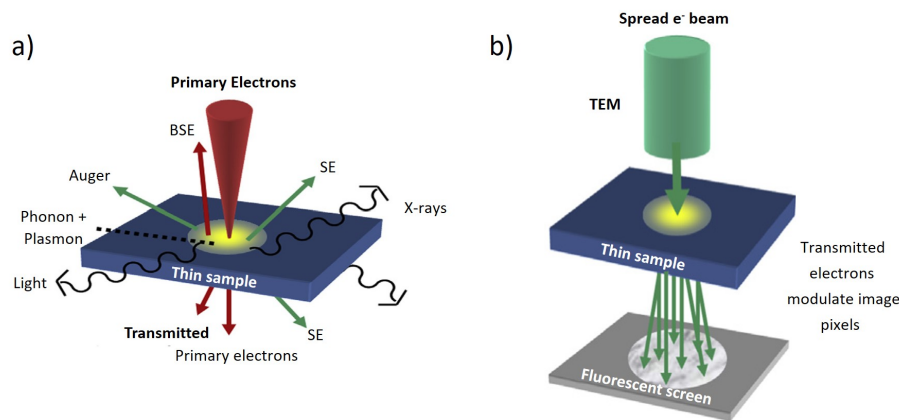 a)
Primary Electrons
BSE
SE
Auger
X-rays
Phonon +
Plasmon
Thin sample
Light
Transmitted
Primary electrons
SE
b)
Spread e⁻ beam
TEM
Thin sample
Transmitted
electrons
modulate image
pixels
Fluorescent screen